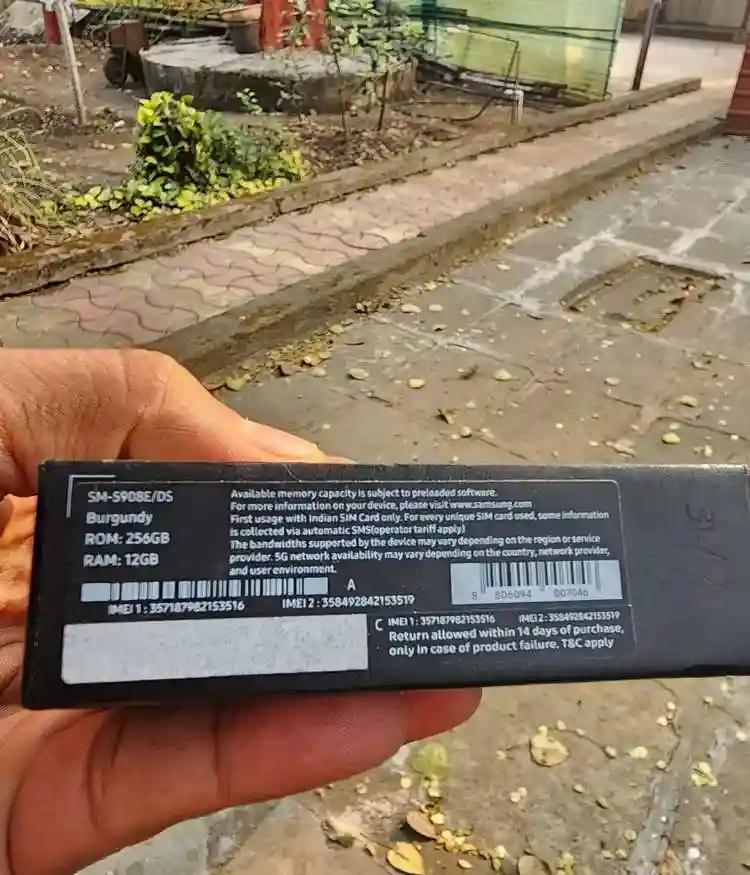 SM-S908E/DS
Burgundy
ROM: 256GB
RAM: 12GB
Available memory capacity is subject to preloaded software.
For more information on your device, please visit www.samsung.com
First usage with Indian SIM Card only. For every unique SIM card used, some information
is collected via automatic SMS(operator tariff apply)
The bandwidths supported by the device may vary depending on the region or service
provider. 5G network availability may vary depending on the country, network provider,
and user environment.
A
IMEI 1 : 357187982153516 IMEI 2 : 358492842153519
8 806094 007046
C IMEI 1 : 357187982153516 IMEI 2 : 358492842153519
Return allowed within 14 days of purchase,
only in case of product failure. T&C apply